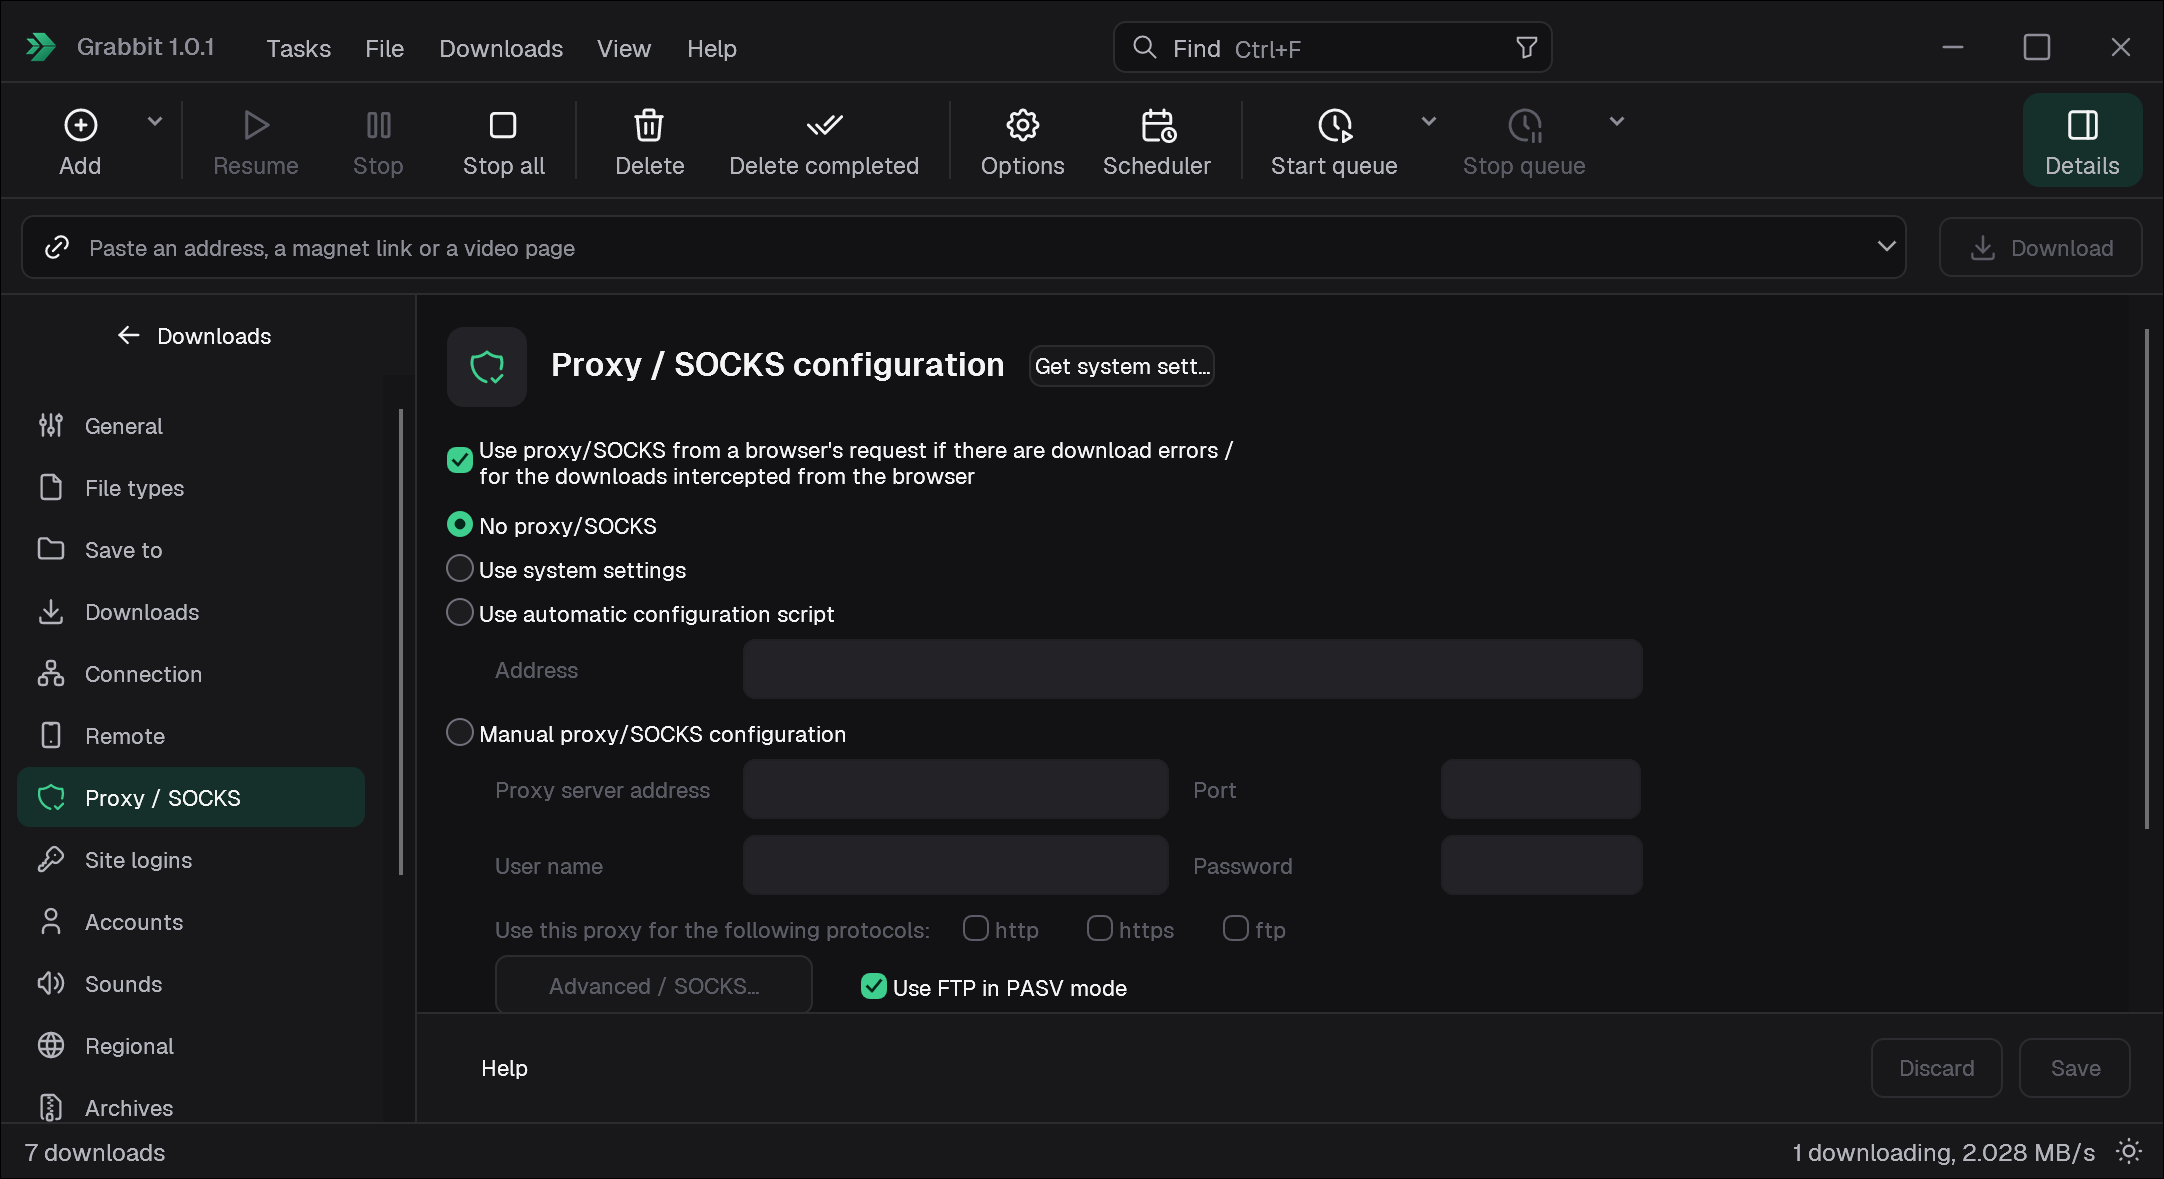 Grabbit 1.0.1
Tasks
File
Downloads
View
Help
Find Ctrl+F
Add
Resume
Stop
Stop all
Delete
Delete completed
Options
Scheduler
Start queue
Stop queue
Details
Paste an address, a magnet link or a video page
Download
Downloads
General
File types
Save to
Downloads
Connection
Remote
Proxy / SOCKS
Site logins
Accounts
Sounds
Regional
Archives
Proxy / SOCKS configuration
Get system sett...
Use proxy/SOCKS from a browser's request if there are download errors /
for the downloads intercepted from the browser
No proxy/SOCKS
Use system settings
Use automatic configuration script
Address
Manual proxy/SOCKS configuration
Proxy server address
Port
User name
Password
Use this proxy for the following protocols:
http
https
ftp
Advanced / SOCKS...
Use FTP in PASV mode
Help
Discard
Save
7 downloads
1 downloading, 2.028 MB/s